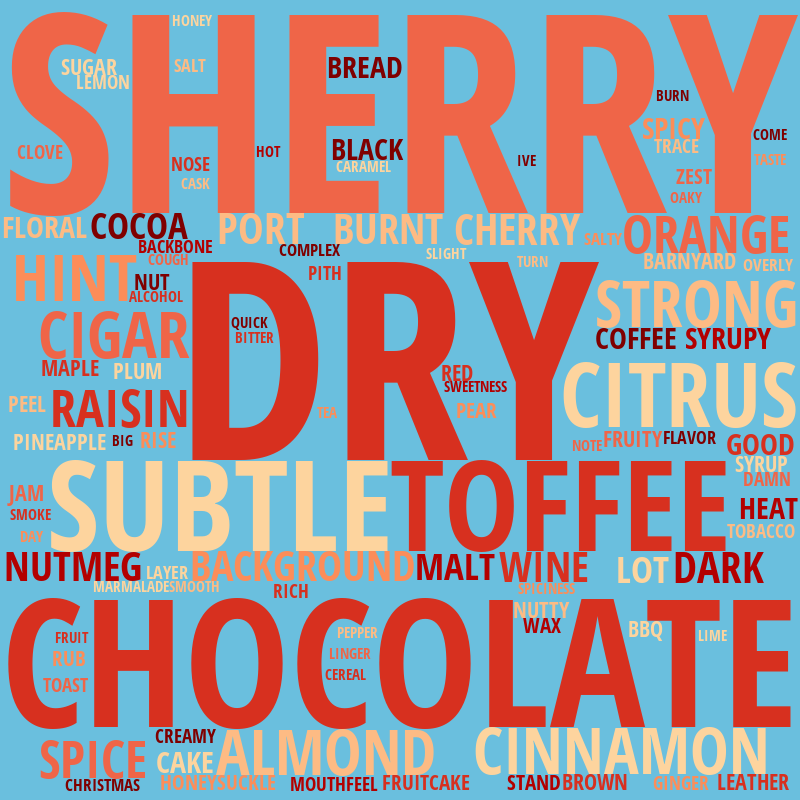 SHERRY
HONEY
SUGAR
LEMON
SALT
BREAD
BURN
CLOVE
NOSE
CASK
HOT
BLACK
CARAMEL
IVE
SPICY
TRACE
COME
TASTE
ZEST
OAKY
FLORAL
COCOA
PORT
BURNT
CHERRY
SALTY
ORANGE
BACKBONE
COUGH
COMPLEX
SLIGHT
TURN
BARNYARD
OVERLY
HINT
NUT
ALCOHOL
PITH
DRY
STRONG
CIGAR
QUICK
BITTER
COFFEE
SYRUPY
MAPLE
PLUM
RED
SWEETNESS
CITRUS
PEEL
RAISIN
TEA
PEAR
PINEAPPLE
BIG
RISE
NOTE
FRUITY
FLAVOR
GOOD
SUBTLE
TOFFEE
SYRUP
DAMN
JAM
SMOKE
DAY
HEAT
TOBACCO
NUTMEG
LAYER
BACKGROUND
MALT
WINE
LOT
DARK
MARMALADE
SMOOTH
RICH
SPICINESS
CHOCOLATE
NUTTY
WAX
BBQ
LIME
FRUIT
RUB
TOAST
PEPPER
LINGER
CEREAL
SPICE
CREAMY
CAKE
ALMOND
CINNAMON
CHRISTMAS
HONEYSUCKLE
MOUTHFEEL
FRUITCAKE
STAND
BROWN
GINGER
LEATHER